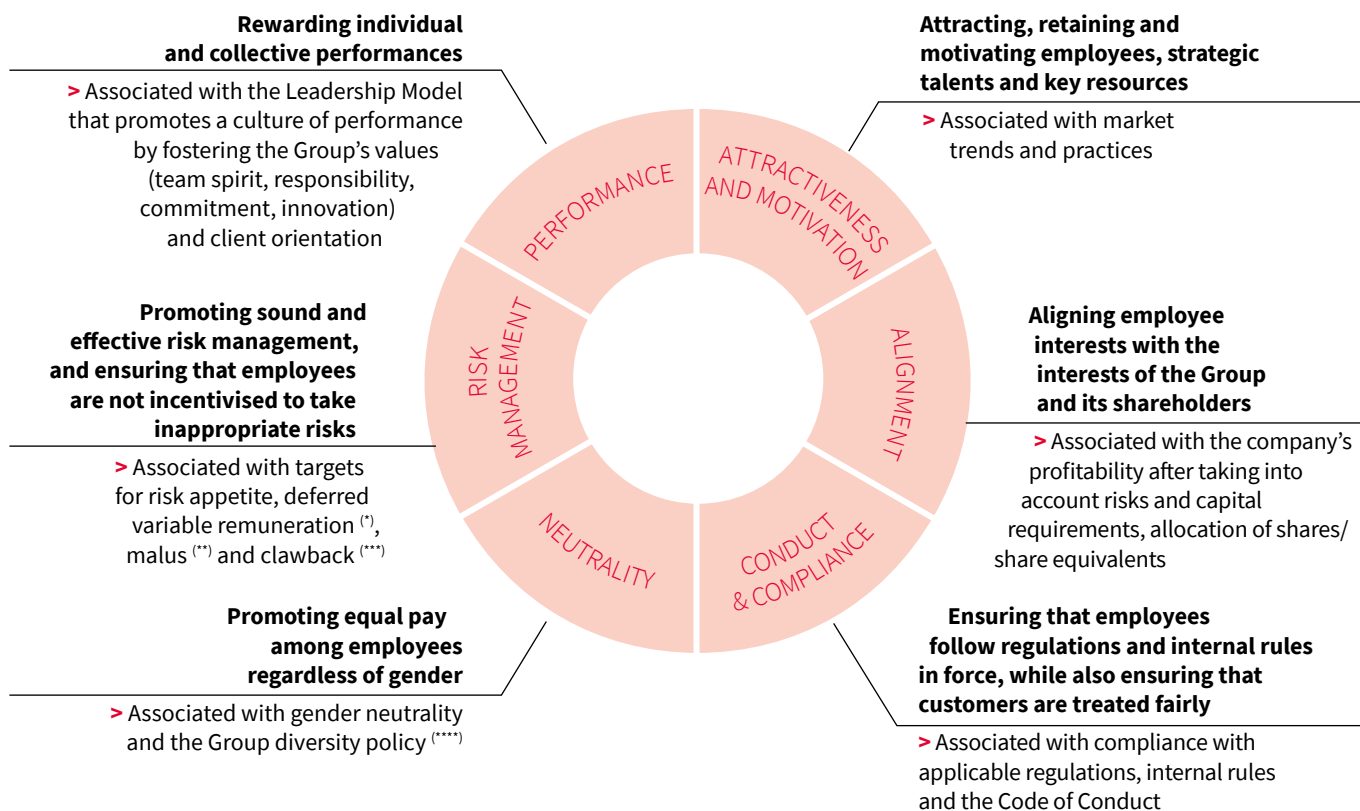 Rewarding individual
and collective performances
> Associated with the Leadership Model
that promotes a culture of performance
by fostering the Group's values
(team spirit, responsibility,
commitment, innovation)
and client orientation
Attracting, retaining and
motivating employees, strategic
talents and key resources
> Associated with market
trends and practices
PERFORMANCE
ATTRACTIVENESS
AND MOTIVATION
Promoting sound and
effective risk management,
and ensuring that employees
are not incentivised to take
inappropriate risks
> Associated with targets
for risk appetite, deferred
variable remuneration (*),
malus (**) and clawback (***)
RISK
MANAGEMENT
ALIGNMENT
Aligning employee
interests with the
interests of the Group
and its shareholders
> Associated with the company's
profitability after taking into
account risks and capital
requirements, allocation of shares/
share equivalents
NEUTRALITY
CONDUCT
& COMPLIANCE
Promoting equal pay
among employees
regardless of gender
> Associated with gender neutrality
and the Group diversity policy (****)
Ensuring that employees
follow regulations and internal rules
in force, while also ensuring that
customers are treated fairly
> Associated with compliance with
applicable regulations, internal rules
and the Code of Conduct